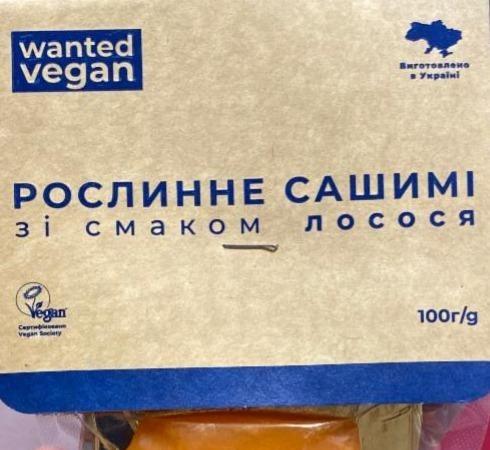 wanted
vegan
Виготовлено
в Україні
РОСЛИННЕ САШИМІ
зі смаком лосося
Vegan
Сертифіковано
Vegan Society
100г/g